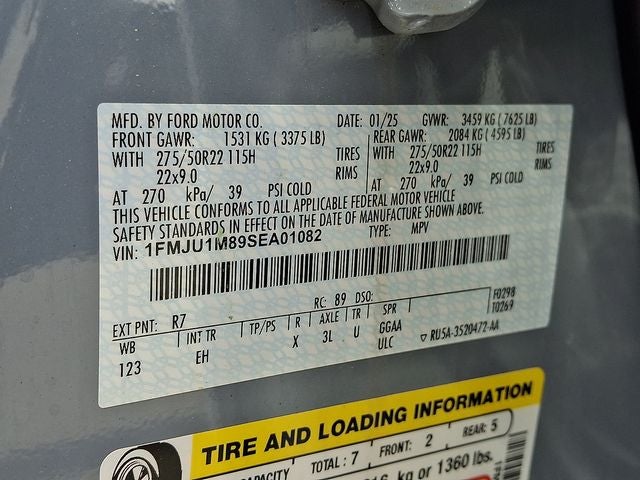 MFD. BY FORD MOTOR CO. DATE: 01/25 GVWR: 3459 KG (7625 LB)
FRONT GAWR: 1531 KG (3375 LB) REAR GAWR: 2084 KG (4595 LB)
WITH 275/50R22 115H TIRES WITH 275/50R22 115H TIRES
22x9.0 RIMS 22x9.0 RIMS
AT 270 kPa/ 39 PSI COLD AT 270 kPa/ 39 PSI COLD
THIS VEHICLE CONFORMS TO ALL APPLICABLE FEDERAL MOTOR VEHICLE
SAFETY STANDARDS IN EFFECT ON THE DATE OF MANUFACTURE SHOWN ABOVE.
VIN: 1FMJU1M89SEA01082 TYPE: MPV
F0298
T0269
EXT PNT: R7 RC: 89 DSO:
WB INT TR TP/PS R AXLE TR SPR
123 EH X 3L U GGAA
ULC ▽ RU5A-3520472-AA
TIRE AND LOADING INFORMATION
CAPACITY TOTAL: 7 FRONT: 2 REAR: 5
kg or 1360 lbs.